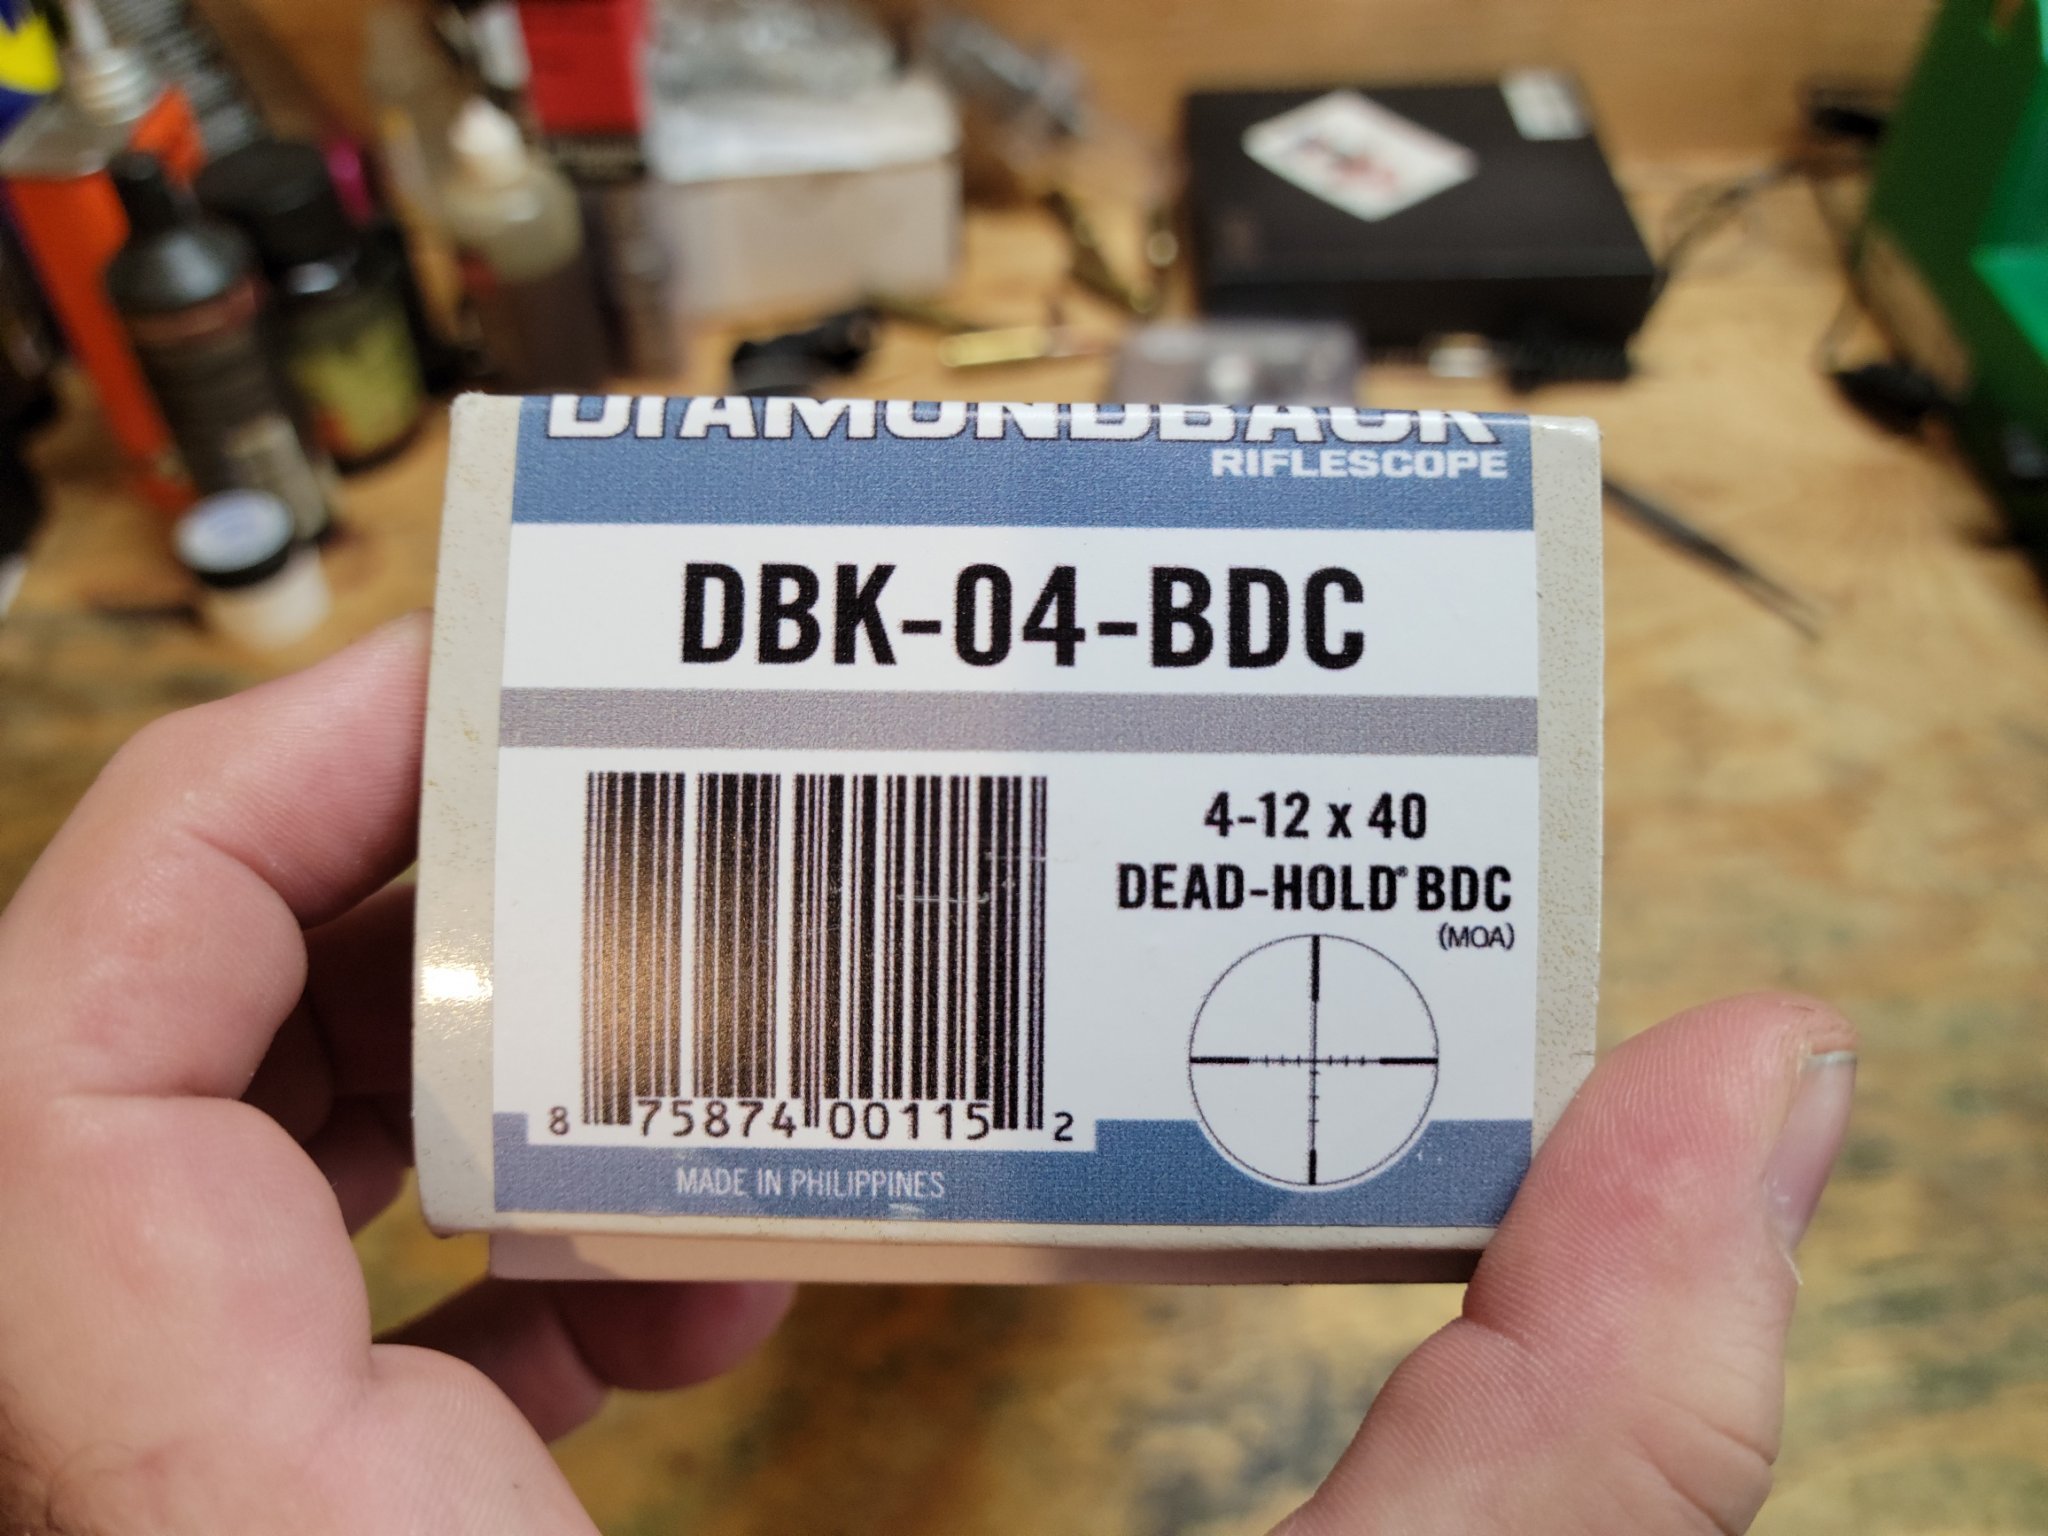 DIAMONDBACK
RIFLESCOPE
DBK-04-BDC
4-12 x 40
DEAD-HOLD® BDC
(MOA)
8 75874 00115 2
MADE IN PHILIPPINES